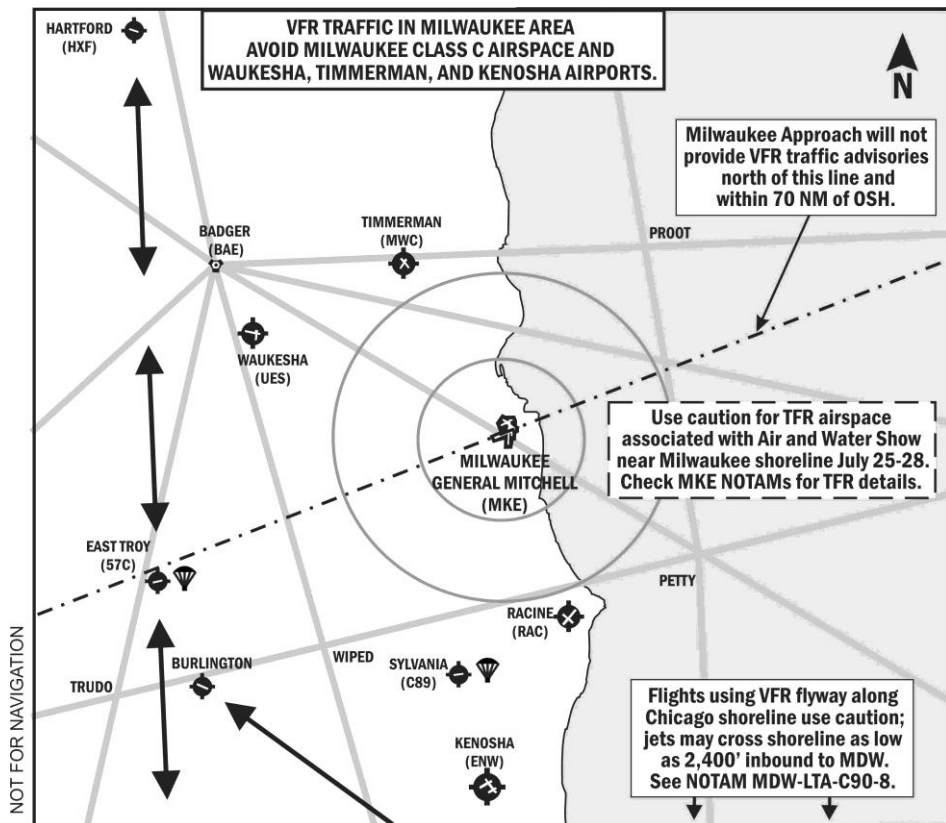 HARTFORD
(HXF)
VFR TRAFFIC IN MILWAUKEE AREA
AVOID MILWAUKEE CLASS C AIRSPACE AND
WAUKESHA, TIMMERMAN, AND KENOSHA AIRPORTS.
N
Milwaukee Approach will not
provide VFR traffic advisories
north of this line and
within 70 NM of OSH.
BADGER
(BAE)
TIMMERMAN
(MWC)
PROOT
WAUKESHA
(UES)
Use caution for TFR airspace
associated with Air and Water Show
near Milwaukee shoreline July 25-28.
Check MKE NOTAMs for TFR details.
MILWAUKEE
GENERAL MITCHELL
(MKE)
EAST TROY
(57C)
PETTY
RACINE
(RAC)
WIPED
BURLINGTON
SYLVANIA
(C89)
TRUDO
Flights using VFR flyway along
Chicago shoreline use caution;
jets may cross shoreline as low
as 2,400' inbound to MDW.
See NOTAM MDW-LTA-C90-8.
KENOSHA
(ENW)
NOT FOR NAVIGATION